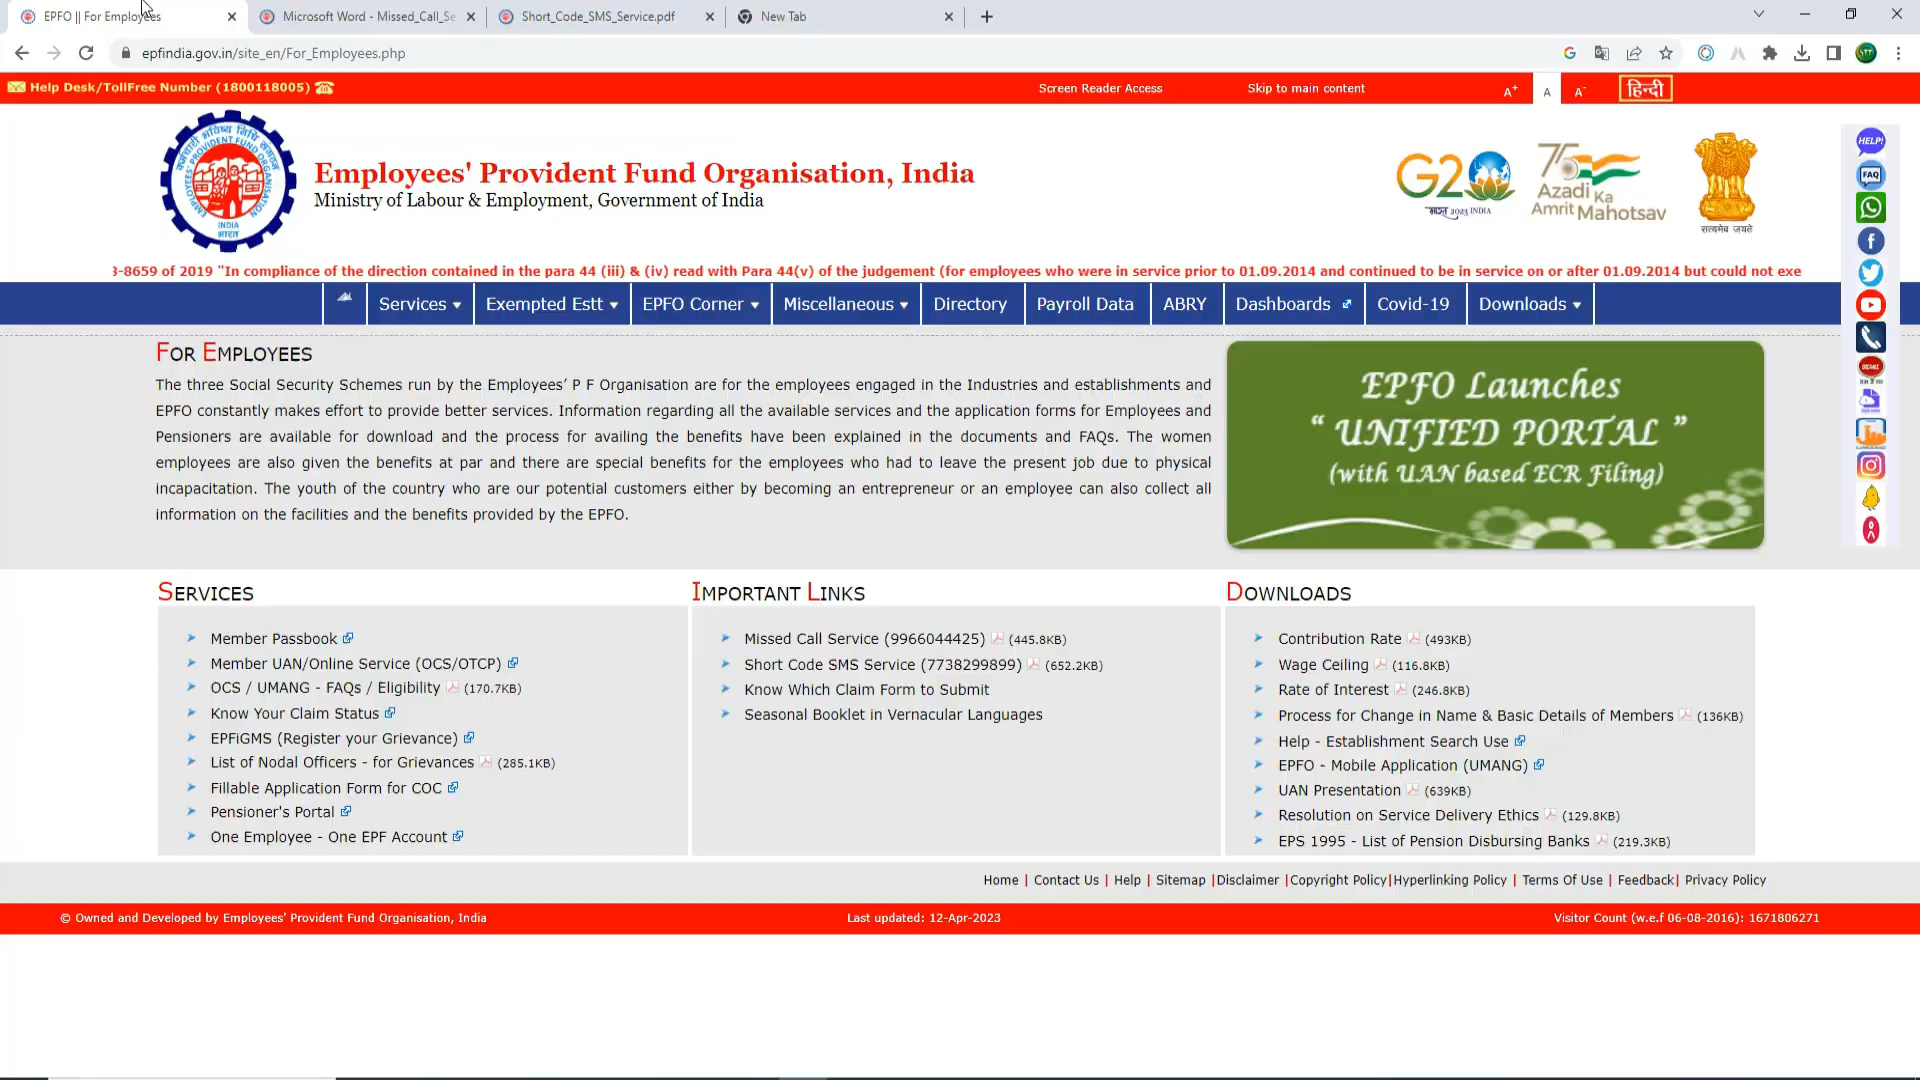 EPFO || For Employees
Microsoft Word - Missed_Call_Se
Short_Code_SMS_Service.pdf
New Tab
epfindia.gov.in/site_en/For_Employees.php
Help Desk/TollFree Number (1800118005)
Screen Reader Access
Skip to main content
A+
A
A-
हिन्दी
कर्मचारी भविष्य निधि संगठन
INDIA
भारत
Employees' Provident Fund Organisation, India
Ministry of Labour & Employment, Government of India
G2
भारत 2023 INDIA
75
Azadi Ka
Amrit Mahotsav
सत्यमेव जयते
HELP!
FAQ
3-8659 of 2019 "In compliance of the direction contained in the para 44 (iii) & (iv) read with Para 44(v) of the judgement (for employees who were in service prior to 01.09.2014 and continued to be in service on or after 01.09.2014 but could not exe
Services
Exempted Estt
EPFO Corner
Miscellaneous
Directory
Payroll Data
ABRY
Dashboards
Covid-19
Downloads
FOR EMPLOYEES
The three Social Security Schemes run by the Employees’ P F Organisation are for the employees engaged in the Industries and establishments and
EPFO constantly makes effort to provide better services. Information regarding all the available services and the application forms for Employees and
Pensioners are available for download and the process for availing the benefits have been explained in the documents and FAQs. The women
employees are also given the benefits at par and there are special benefits for the employees who had to leave the present job due to physical
incapacitation. The youth of the country who are our potential customers either by becoming an entrepreneur or an employee can also collect all
information on the facilities and the benefits provided by the EPFO.
EPFO Launches
“ UNIFIED PORTAL ”
(with UAN based ECR Filing)
SERVICES
Member Passbook
Member UAN/Online Service (OCS/OTCP)
OCS / UMANG - FAQs / Eligibility (170.7KB)
Know Your Claim Status
EPFiGMS (Register your Grievance)
List of Nodal Officers - for Grievances (285.1KB)
Fillable Application Form for COC
Pensioner's Portal
One Employee - One EPF Account
IMPORTANT LINKS
Missed Call Service (9966044425) (445.8KB)
Short Code SMS Service (7738299899) (652.2KB)
Know Which Claim Form to Submit
Seasonal Booklet in Vernacular Languages
DOWNLOADS
Contribution Rate (493KB)
Wage Ceiling (116.8KB)
Rate of Interest (246.8KB)
Process for Change in Name & Basic Details of Members (136KB)
Help - Establishment Search Use
EPFO - Mobile Application (UMANG)
UAN Presentation (639KB)
Resolution on Service Delivery Ethics (129.8KB)
EPS 1995 - List of Pension Disbursing Banks (219.3KB)
Home | Contact Us | Help | Sitemap |Disclaimer |Copyright Policy|Hyperlinking Policy | Terms Of Use | Feedback| Privacy Policy
© Owned and Developed by Employees' Provident Fund Organisation, India
Last updated: 12-Apr-2023
Visitor Count (w.e.f 06-08-2016): 1671806271